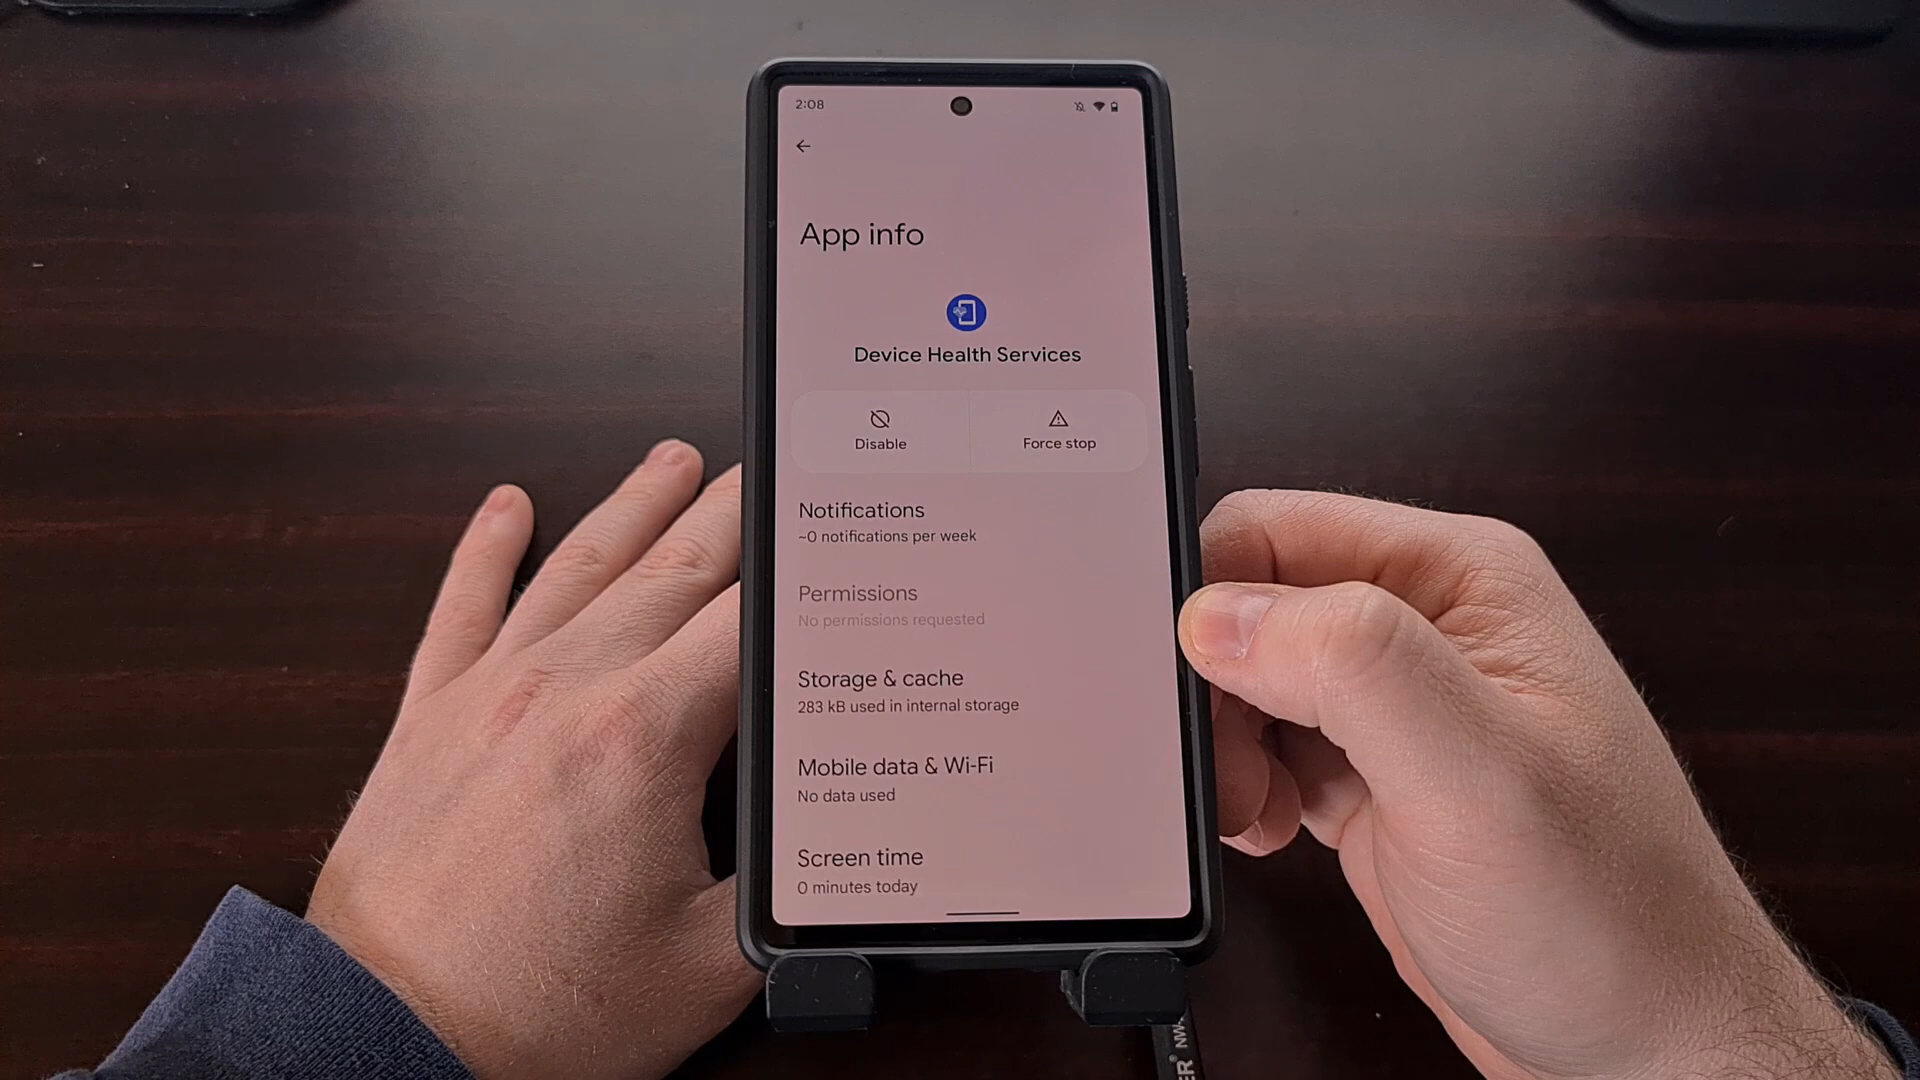 2:08
App info
Device Health Services
Disable
Force stop
Notifications
~0 notifications per week
Permissions
No permissions requested
Storage & cache
283 kB used in internal storage
Mobile data & Wi-Fi
No data used
Screen time
0 minutes today